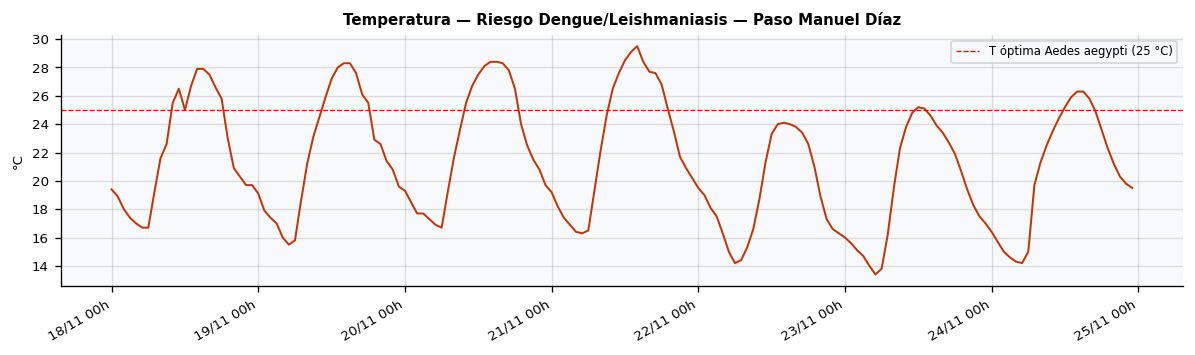 Temperatura — Riesgo Dengue/Leishmaniasis — Paso Manuel Díaz
T óptima Aedes aegypti (25 °C)
°C
30
28
26
24
22
20
18
16
14
18/11 00h
19/11 00h
20/11 00h
21/11 00h
22/11 00h
23/11 00h
24/11 00h
25/11 00h